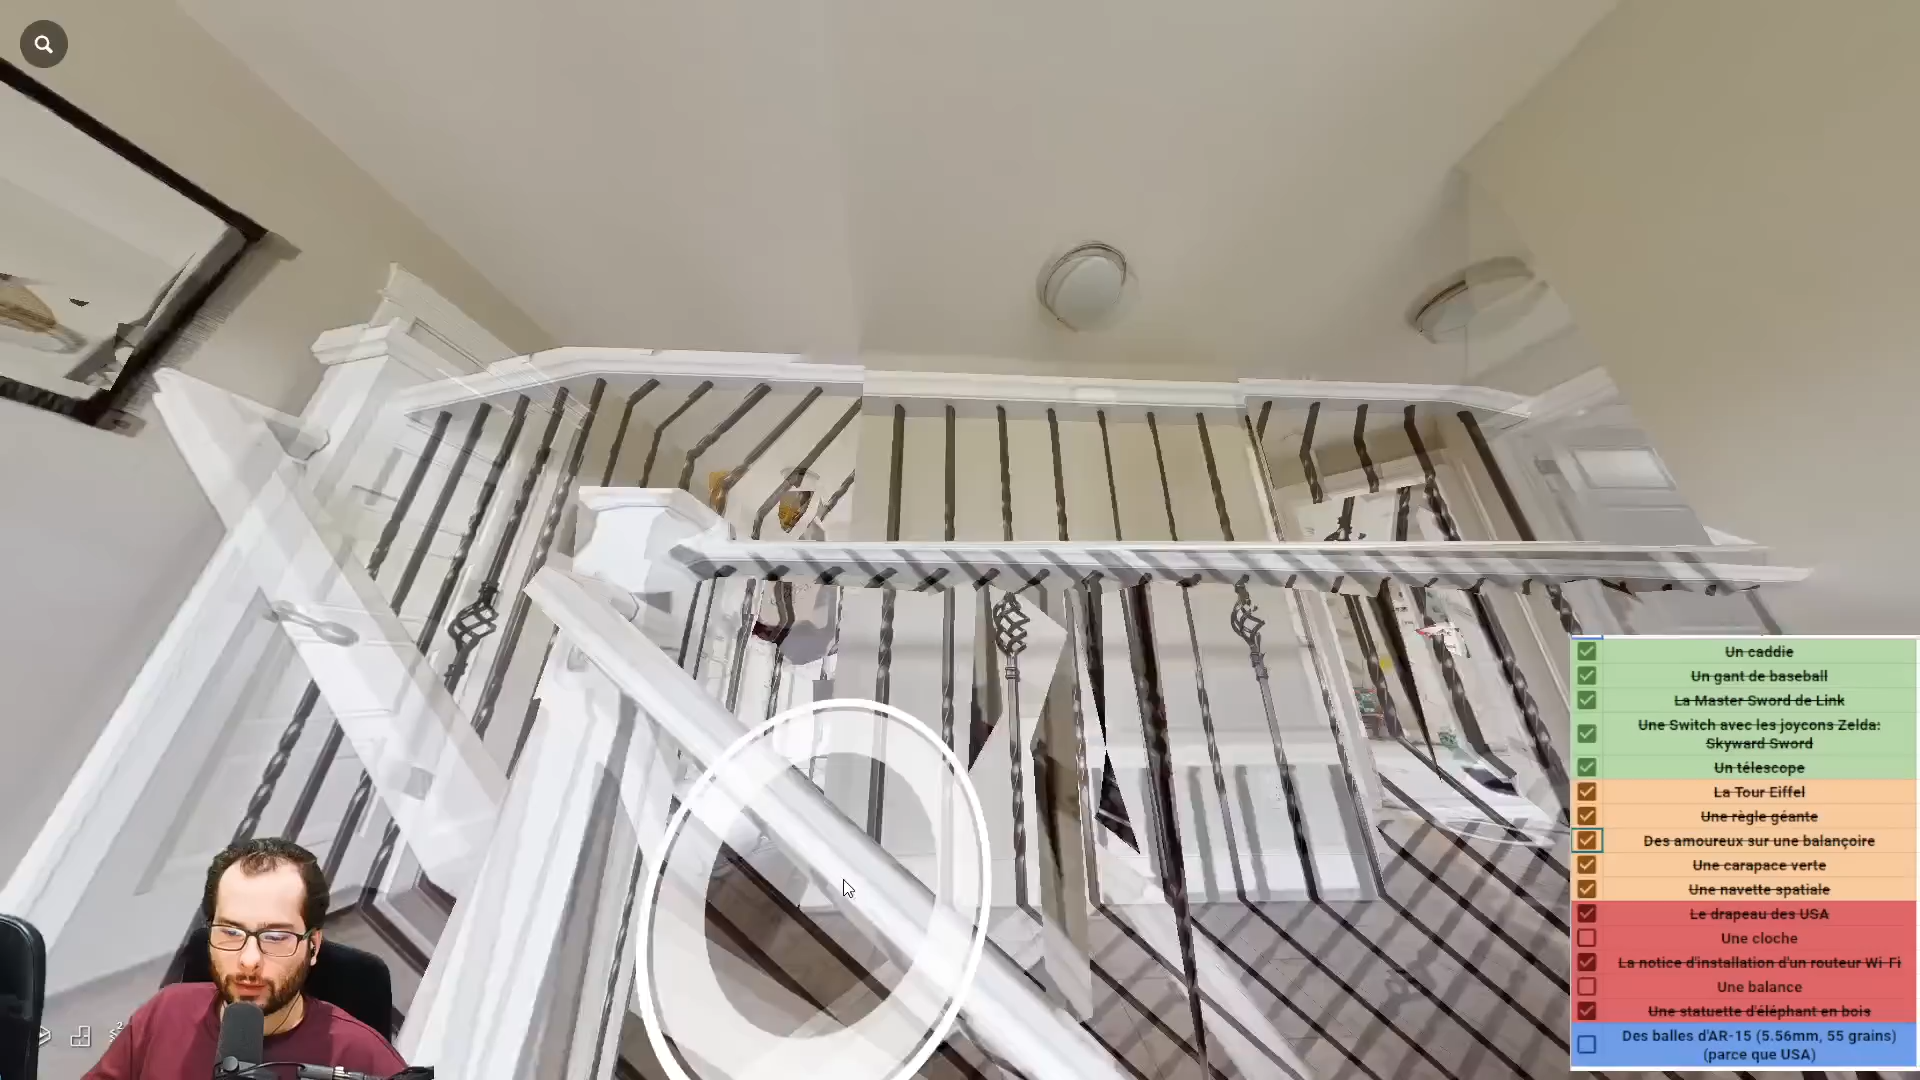 Un caddie
Un gant de baseball
La Master Sword de Link
Une Switch avec les joycons Zelda:
Skyward Sword
Un télescope
La Tour Eiffel
Une règle géante
Des amoureux sur une balançoire
Une carapace verte
Une navette spatiale
Le drapeau des USA
Une cloche
La notice d'installation d'un routeur Wi-Fi
Une balance
Une statuette d'éléphant en bois
Des balles d'AR-15 (5.56mm, 55 grains)
(parce que USA)